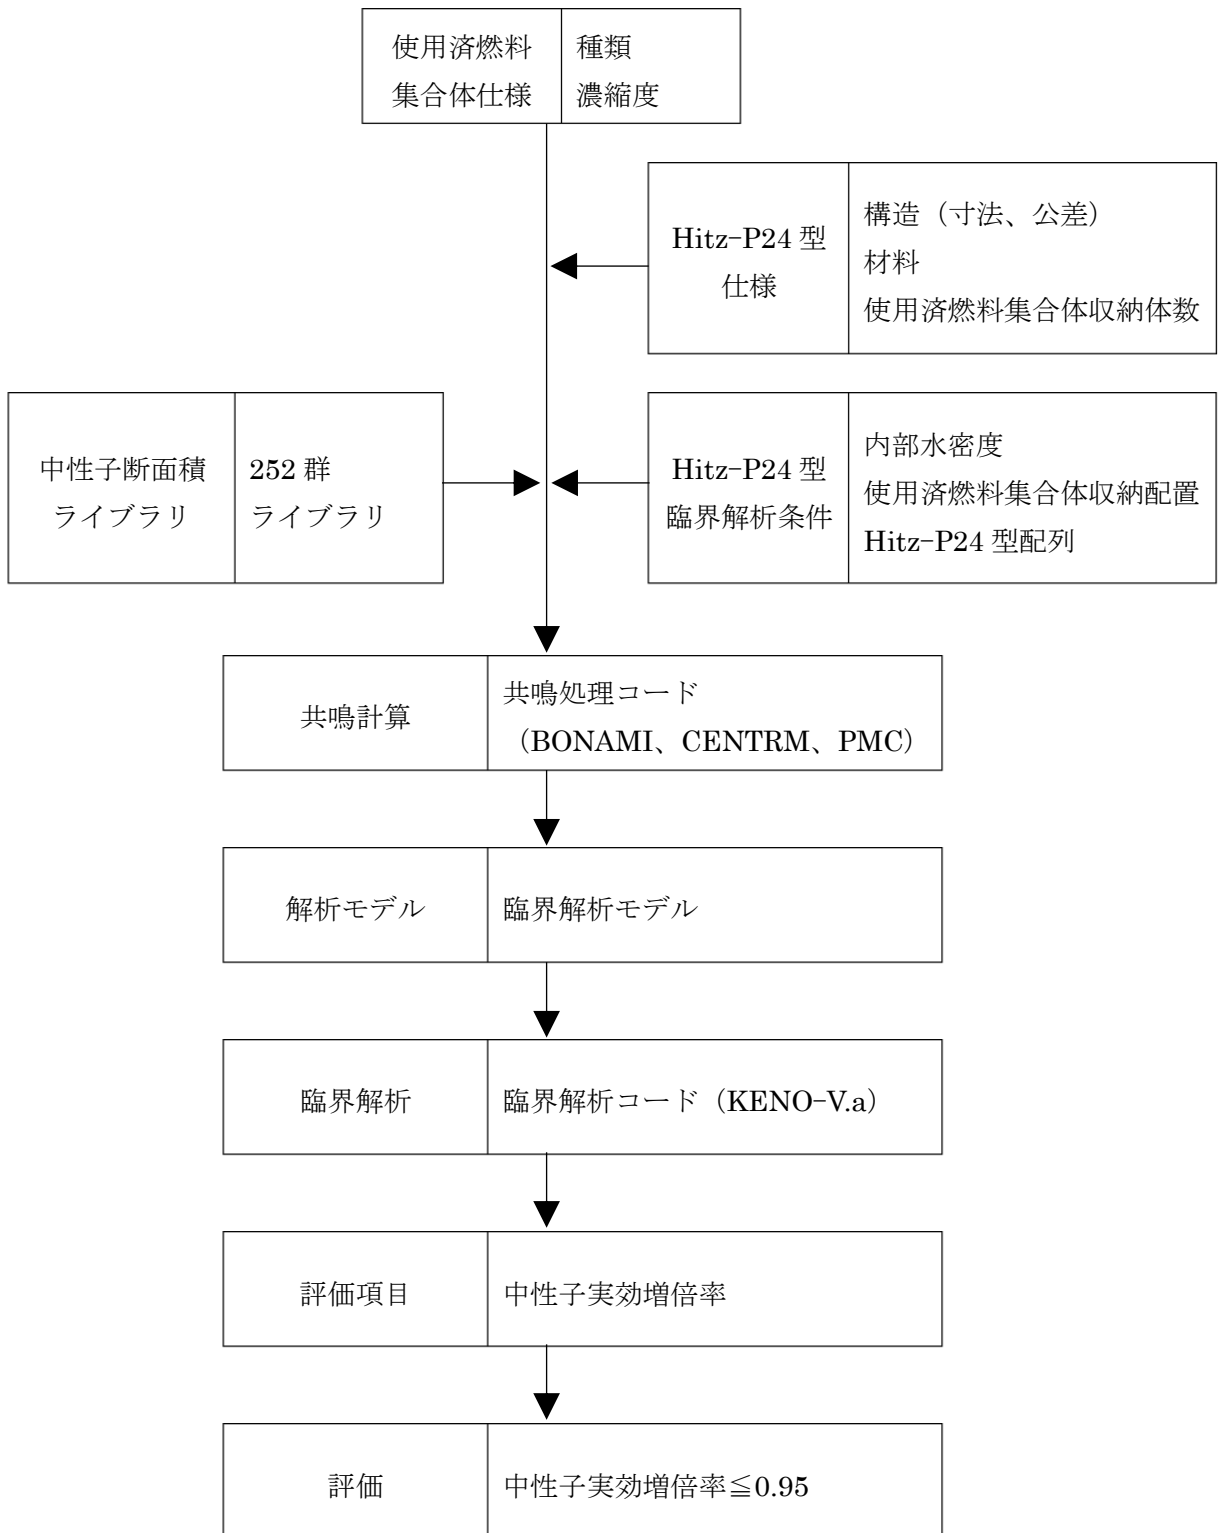 使用済燃料
集合体仕様
種類
濃縮度
Hitz-P24 型
仕様
構造（寸法、公差）
材料
使用済燃料集合体収納体数
中性子断面積
ライブラリ
252 群
ライブラリ
Hitz-P24 型
臨界解析条件
内部水密度
使用済燃料集合体収納配置
Hitz-P24 型配列
共鳴計算
共鳴処理コード
（BONAMI、CENTRM、PMC）
解析モデル
臨界解析モデル
臨界解析
臨界解析コード（KENO-V.a）
評価項目
中性子実効増倍率
評価
中性子実効増倍率≦0.95